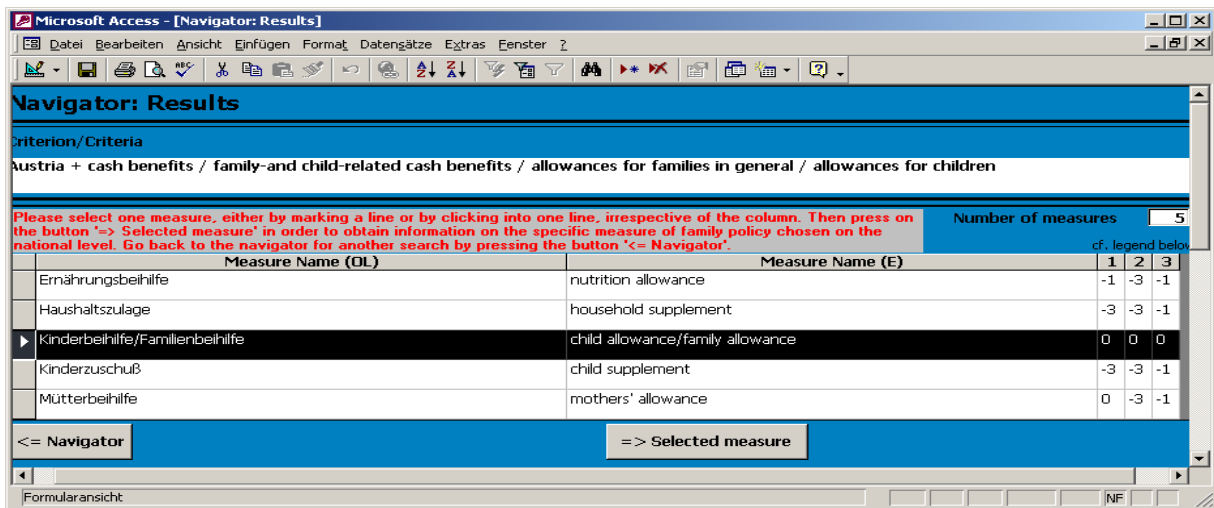 Microsoft Access - [Navigator: Results]
Datei Bearbeiten Ansicht Einfügen Format Datensätze Extras Fenster ?
Navigator: Results
Criterion/Criteria
Austria + cash benefits / family-and child-related cash benefits / allowances for families in general / allowances for children
Please select one measure, either by marking a line or by clicking into one line, irrespective of the column. Then press on
the button '=> Selected measure' in order to obtain information on the specific measure of family policy chosen on the
national level. Go back to the navigator for another search by pressing the button '<= Navigator'.
Number of measures 5
cf. legend below
Measure Name (OL) Measure Name (E) 1 2 3
Ernährungsbeihilfe nutrition allowance -1 -3 -1
Haushaltszulage household supplement -3 -3 -1
Kinderbeihilfe/Familienbeihilfe child allowance/family allowance 0 0 0
Kinderzuschuß child supplement -3 -3 -1
Mütterbeihilfe mothers' allowance 0 -3 -1
<= Navigator => Selected measure
Formularansicht NF